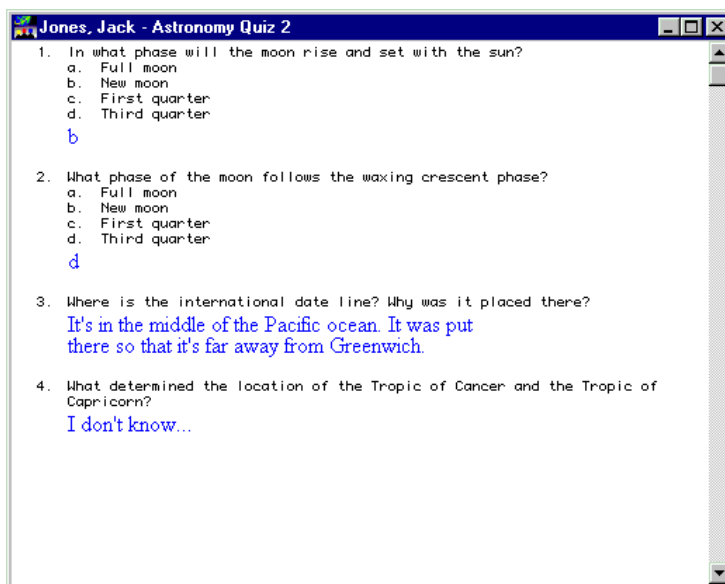 Jones, Jack - Astronomy Quiz 2
1. In what phase will the moon rise and set with the sun?
a. Full moon
b. New moon
c. First quarter
d. Third quarter
b
2. What phase of the moon follows the waxing crescent phase?
a. Full moon
b. New moon
c. First quarter
d. Third quarter
d
3. Where is the international date line? Why was it placed there?
It's in the middle of the Pacific ocean. It was put
there so that it's far away from Greenwich.
4. What determined the location of the Tropic of Cancer and the Tropic of
Capricorn?
I don't know...